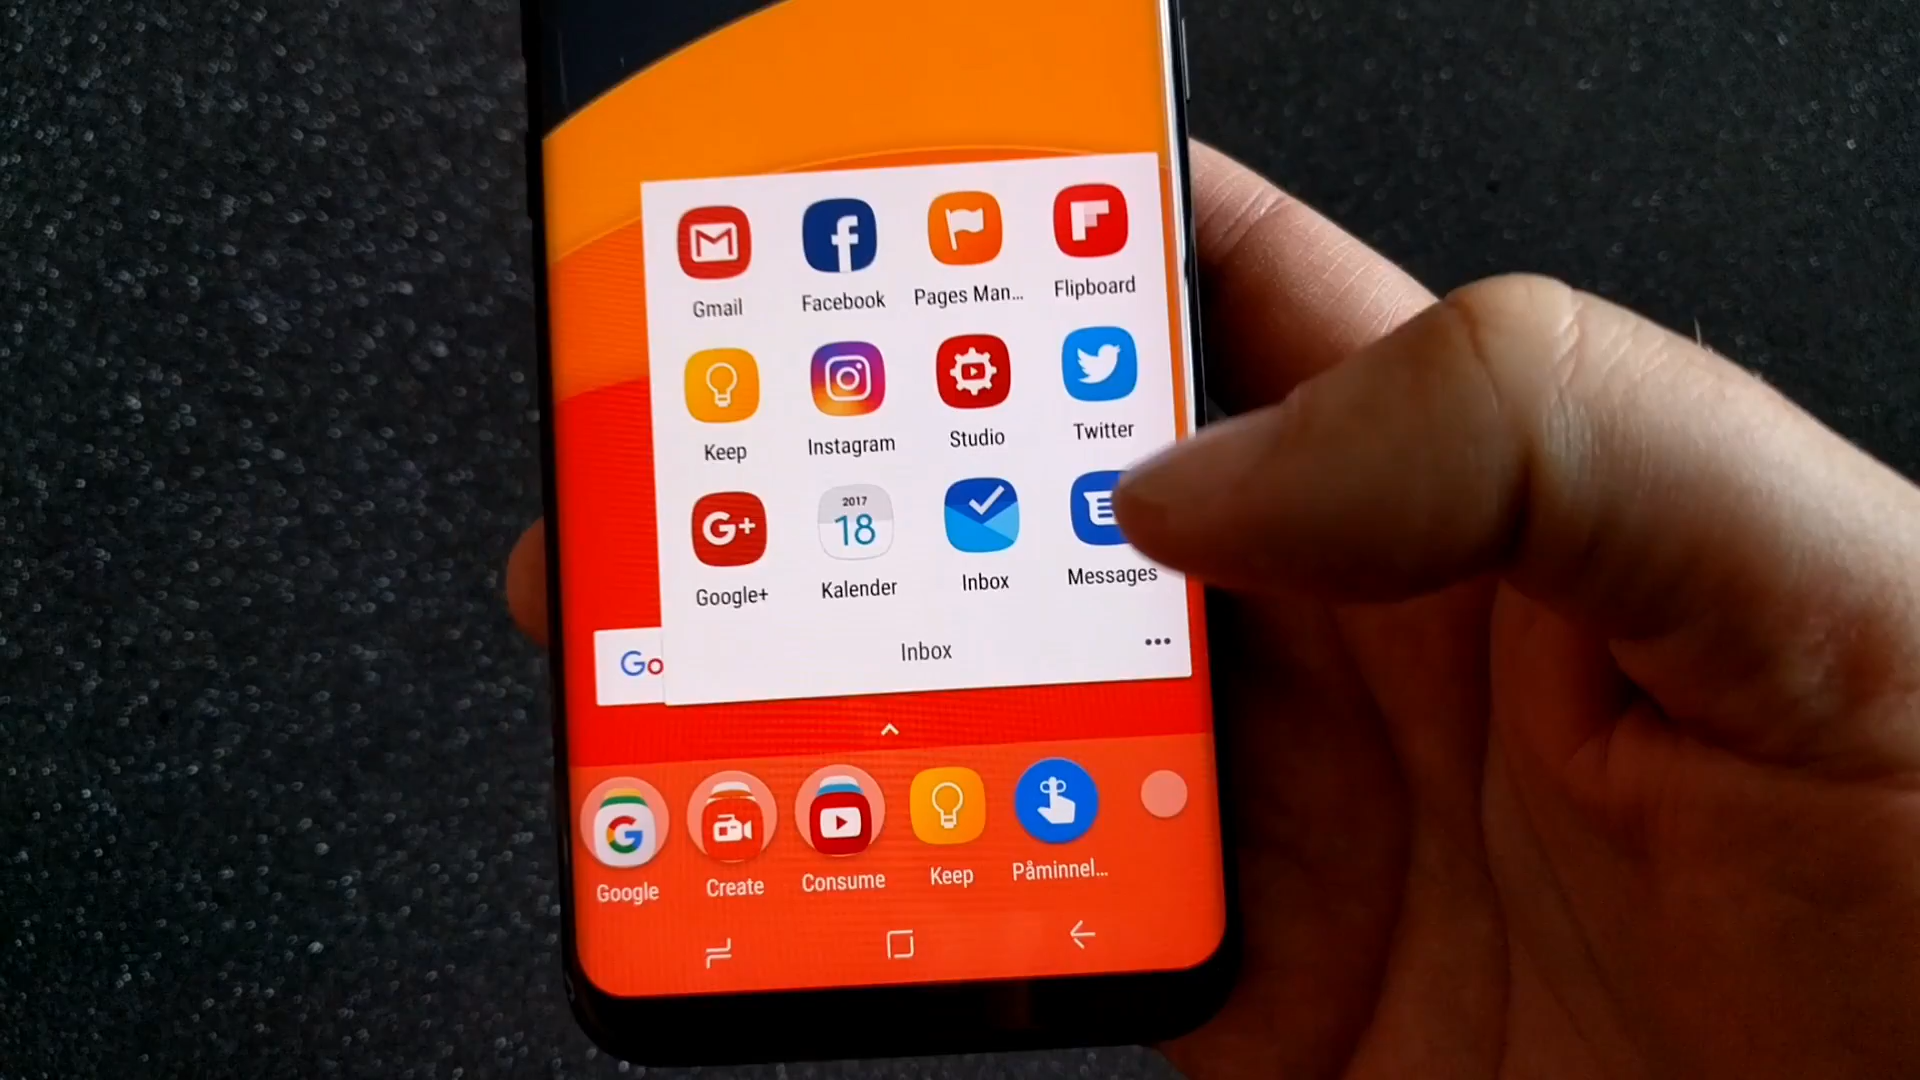 Gmail
Facebook
Pages Man...
Flipboard
Keep
Instagram
Studio
Twitter
G+
2017
18
Google+
Kalender
Inbox
Messages
Inbox
Go
G
Google
Create
Consume
Keep
Påminnel...